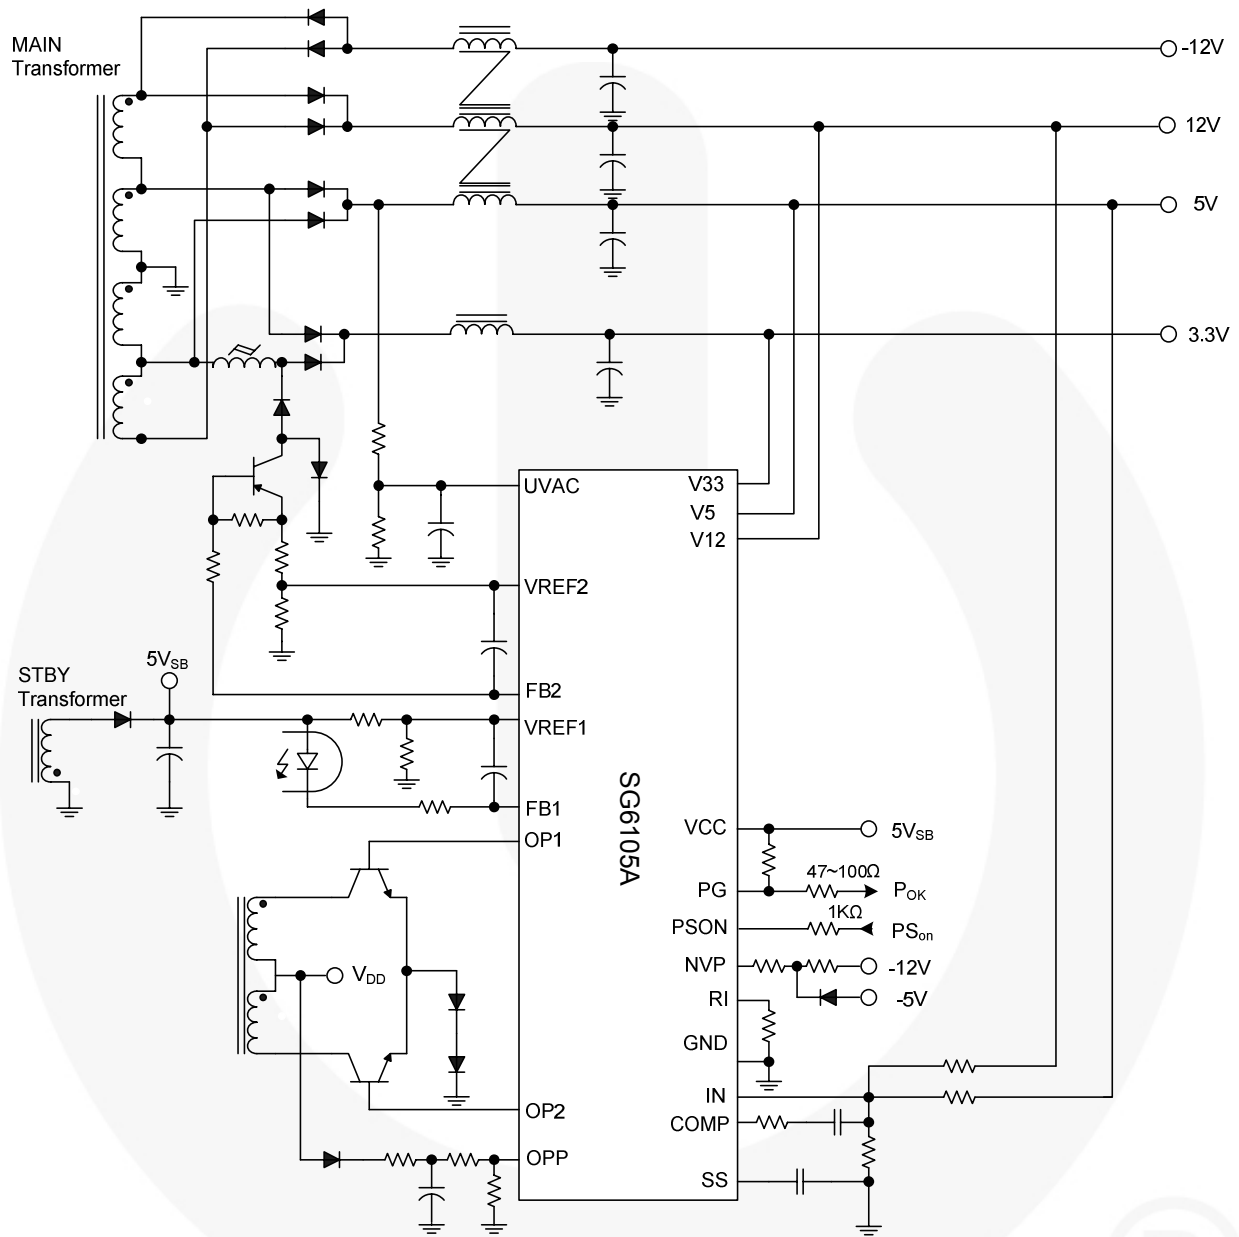 MAIN
Transformer
-12V
12V
5V
3.3V
UVAC
V33
V5
V12
VREF2
5VSB
STBY
Transformer
FB2
VREF1
FB1
OP1
SG6105A
VCC
5VSB
47~100Ω
PG
POK
1KΩ
PSON
PSon
VDD
NVP
-12V
RI
-5V
GND
IN
OP2
COMP
OPP
SS